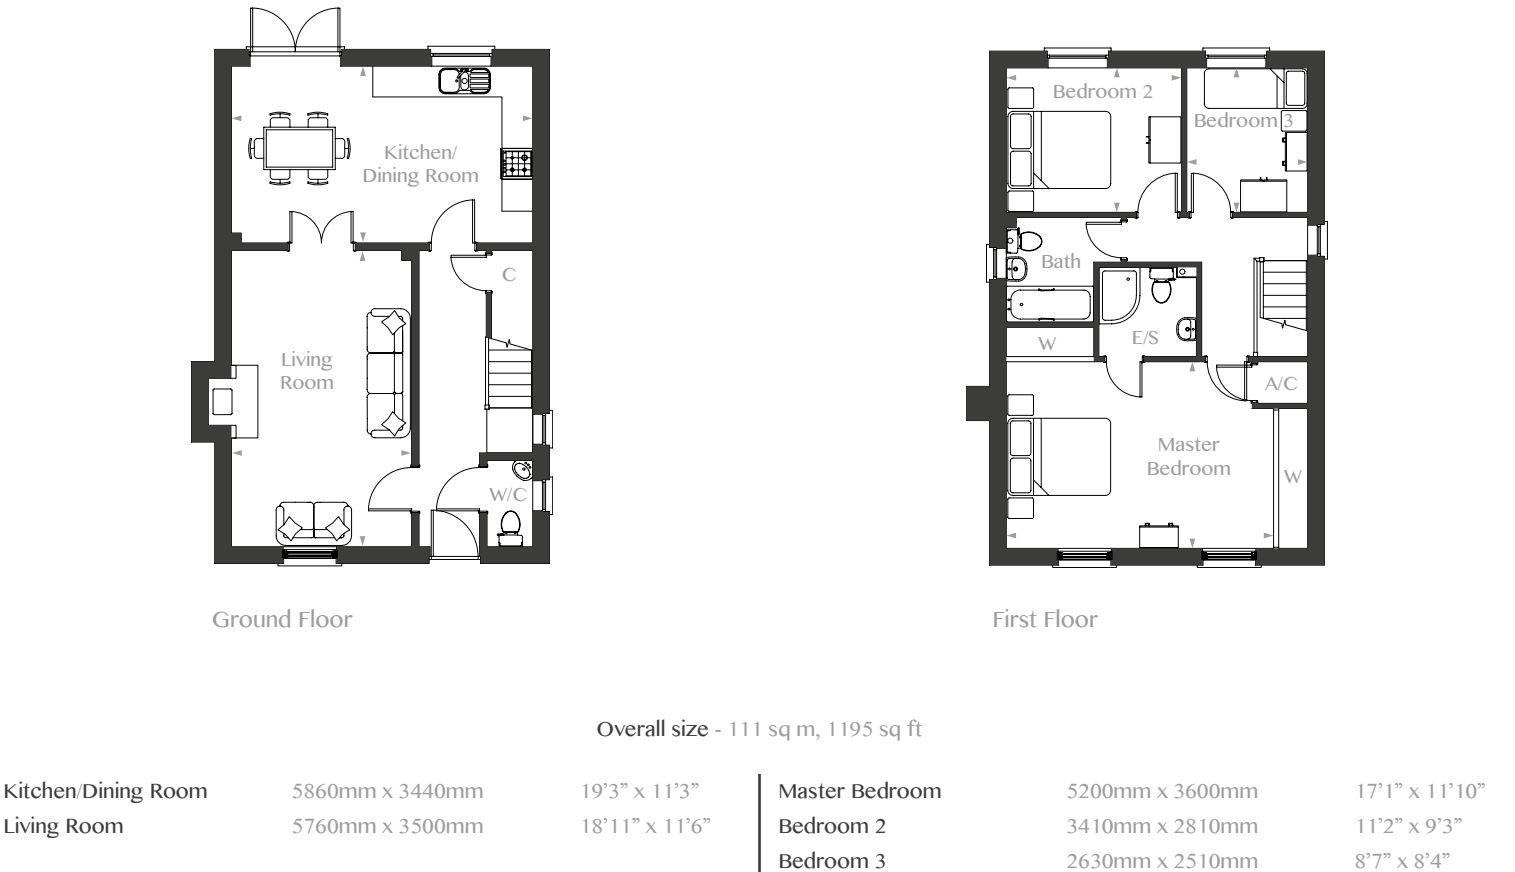 Kitchen/
Dining Room
C
Living
Room
W/C
Ground Floor
Bedroom 2
Bedroom 3
Bath
E/S
W
A/C
Master
Bedroom
W
First Floor
Overall size - 111 sq m, 1195 sq ft
Kitchen/Dining Room 5860mm x 3440mm 19’3” x 11’3”
Living Room 5760mm x 3500mm 18’11” x 11’6”
Master Bedroom 5200mm x 3600mm 17’1” x 11’10”
Bedroom 2 3410mm x 2810mm 11’2” x 9’3”
Bedroom 3 2630mm x 2510mm 8’7” x 8’4”